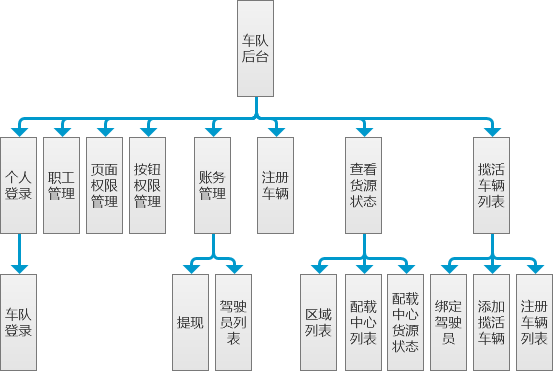 车队
后台
个人
登录
职工
管理
页面
权限
管理
按钮
权限
管理
账务
管理
注册
车辆
查看
货源
状态
揽活
车辆
列表
车队
登录
提现
驾驶
员列
表
区域
列表
配载
中心
列表
配载
中心
货源
状态
绑定
驾驶
员
添加
揽活
车辆
注册
车辆
列表